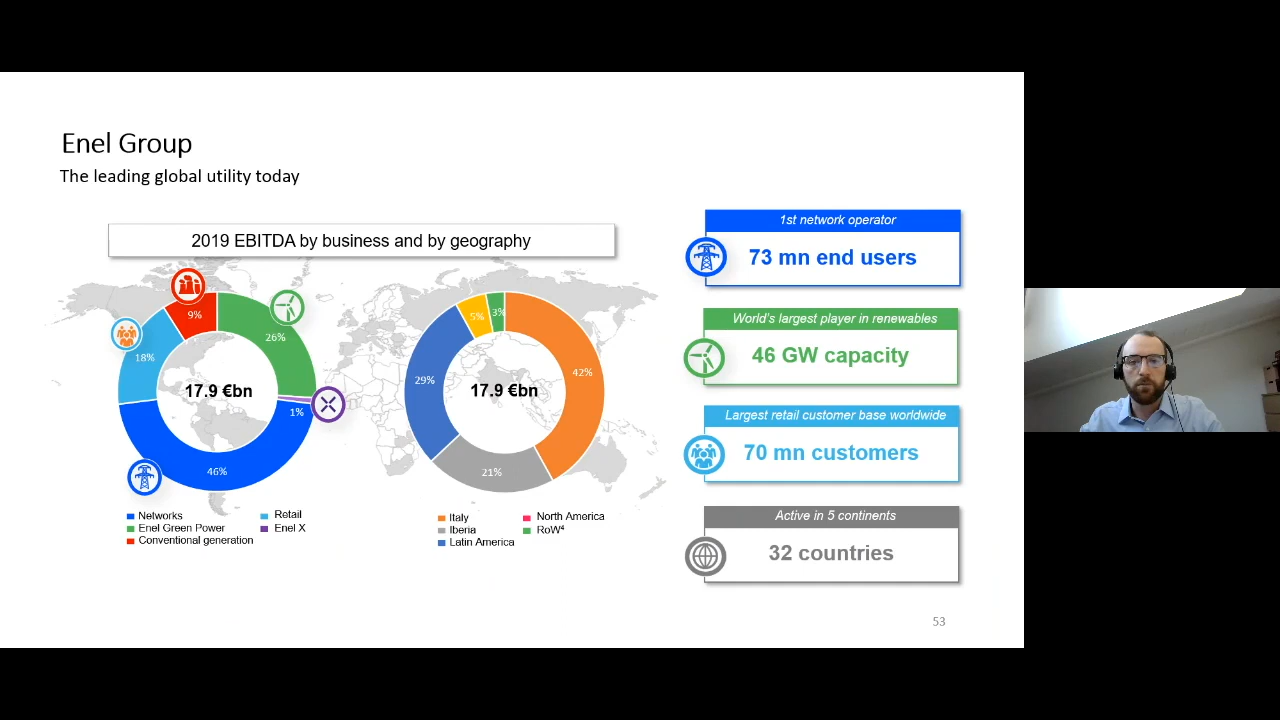 Enel Group
The leading global utility today
2019 EBITDA by business and by geography
9%
26%
18%
17.9 €bn
1%
46%
Networks
Enel Green Power
Conventional generation
Retail
Enel X
5%
3%
29%
42%
17.9 €bn
21%
Italy
Iberia
Latin America
North America
RoW⁴
1st network operator
73 mn end users
World's largest player in renewables
46 GW capacity
Largest retail customer base worldwide
70 mn customers
Active in 5 continents
32 countries
53